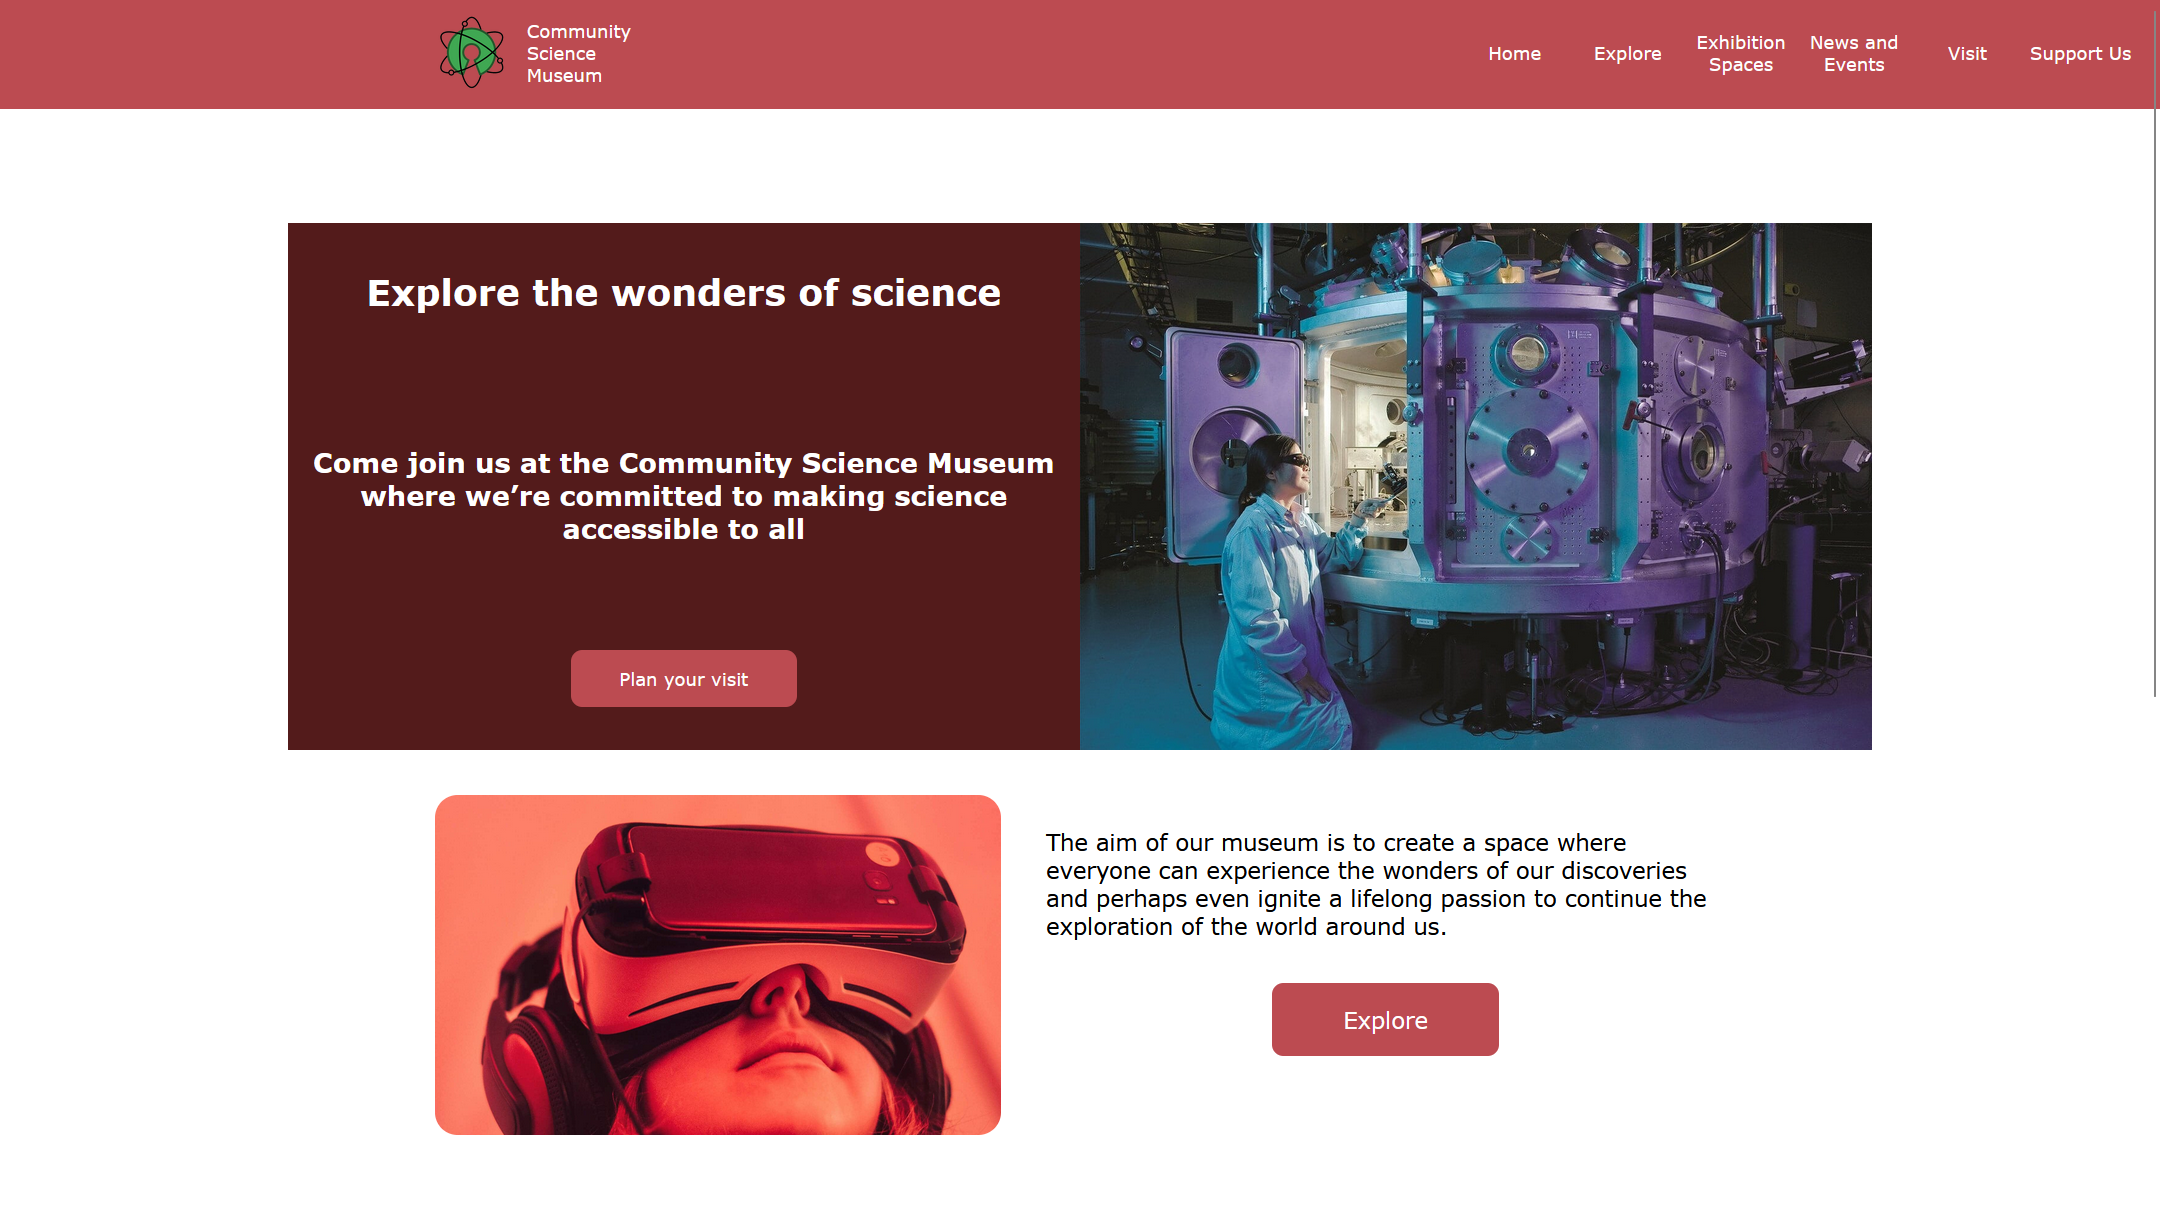 Community
Science
Museum
Home
Explore
Exhibition
Spaces
News and
Events
Visit
Support Us
Explore the wonders of science
Come join us at the Community Science Museum
where we’re committed to making science
accessible to all
Plan your visit
The aim of our museum is to create a space where
everyone can experience the wonders of our discoveries
and perhaps even ignite a lifelong passion to continue the
exploration of the world around us.
Explore